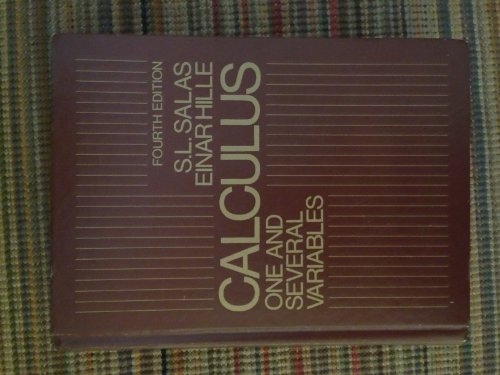 FOURTH EDITION
S.L. SALAS
EINAR HILLE
CALCULUS
ONE AND
SEVERAL
VARIABLES